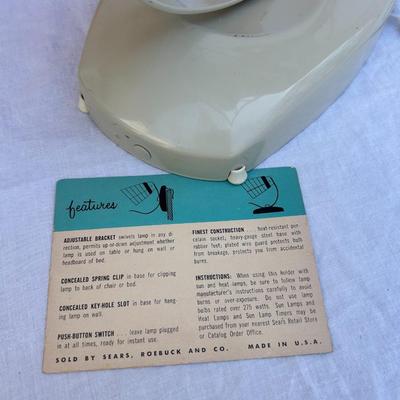 features
ADJUSTABLE BRACKET swivels lamp in any di-
rection, permits up-or-down adjustment whether
lamp is used on table or hung on wall or
headboard of bed.
CONCEALED SPRING CLIP in base for clipping
lamp to back of chair or bed.
CONCEALED KEY-HOLE SLOT in base for hang-
ing lamp on wall.
PUSH-BUTTON SWITCH . . . leave lamp plugged
in at all times, ready for instant use.
FINEST CONSTRUCTION . . . heat-resistant por-
celain socket, heavy-gauge steel base with
rubber feet; plated wire guard protects bulb
from breakage, protects you from accidental
burns.
INSTRUCTIONS: When using this holder with
sun and heat lamps, be sure to follow lamp
manufacturer's instructions carefully to avoid
burns or over-exposure. Do not use lamp
bulbs rated over 275 watts. Sun Lamps and
Heat Lamps and Sun Lamp Timers may be
purchased from your nearest Sears Retail Store
or Catalog Order Office.
SOLD BY SEARS, ROEBUCK AND CO. MADE IN U.S.A.